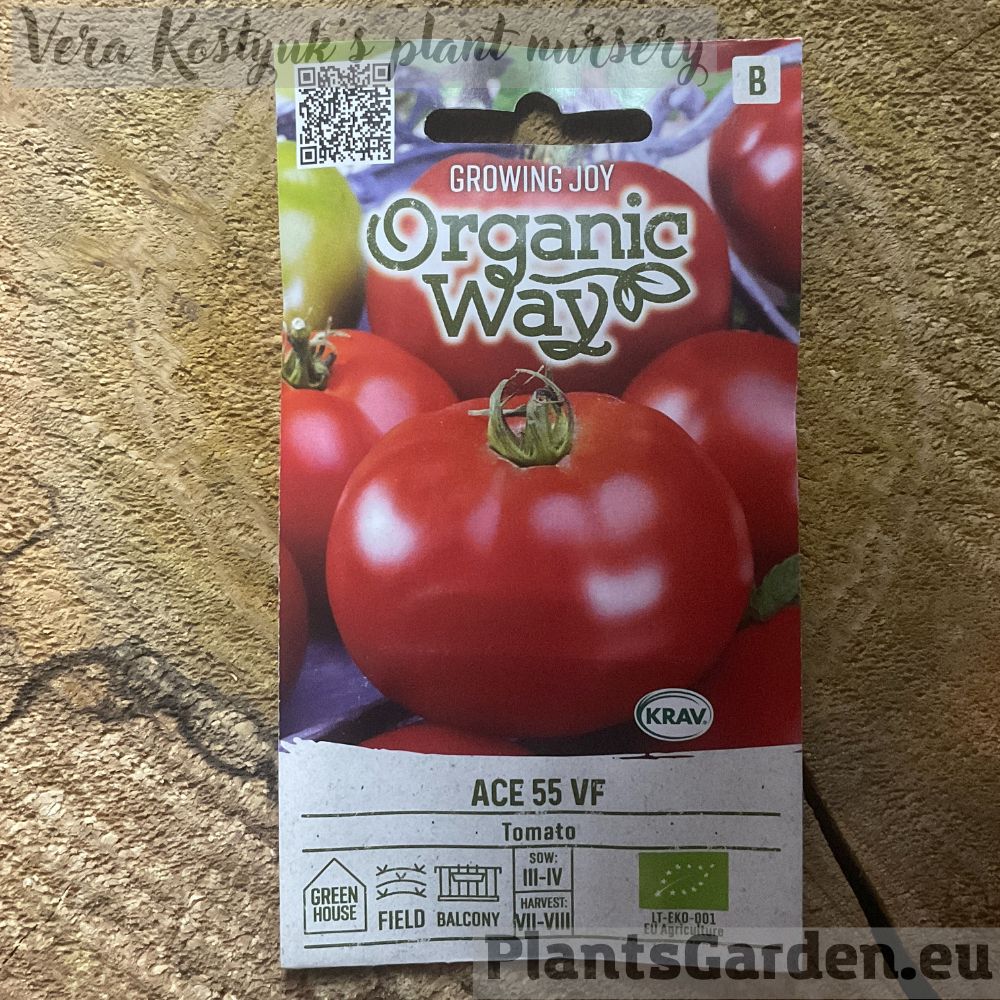 Vera Kostyuk's plant nursery
B
GROWING JOY
Organic
Way
KRAV
ACE 55 VF
Tomato
GREEN
HOUSE
FIELD
BALCONY
SOW:
III-IV
HARVEST:
VII-VIII
LT-EKO-001
EU Agriculture
PlantsGarden.eu